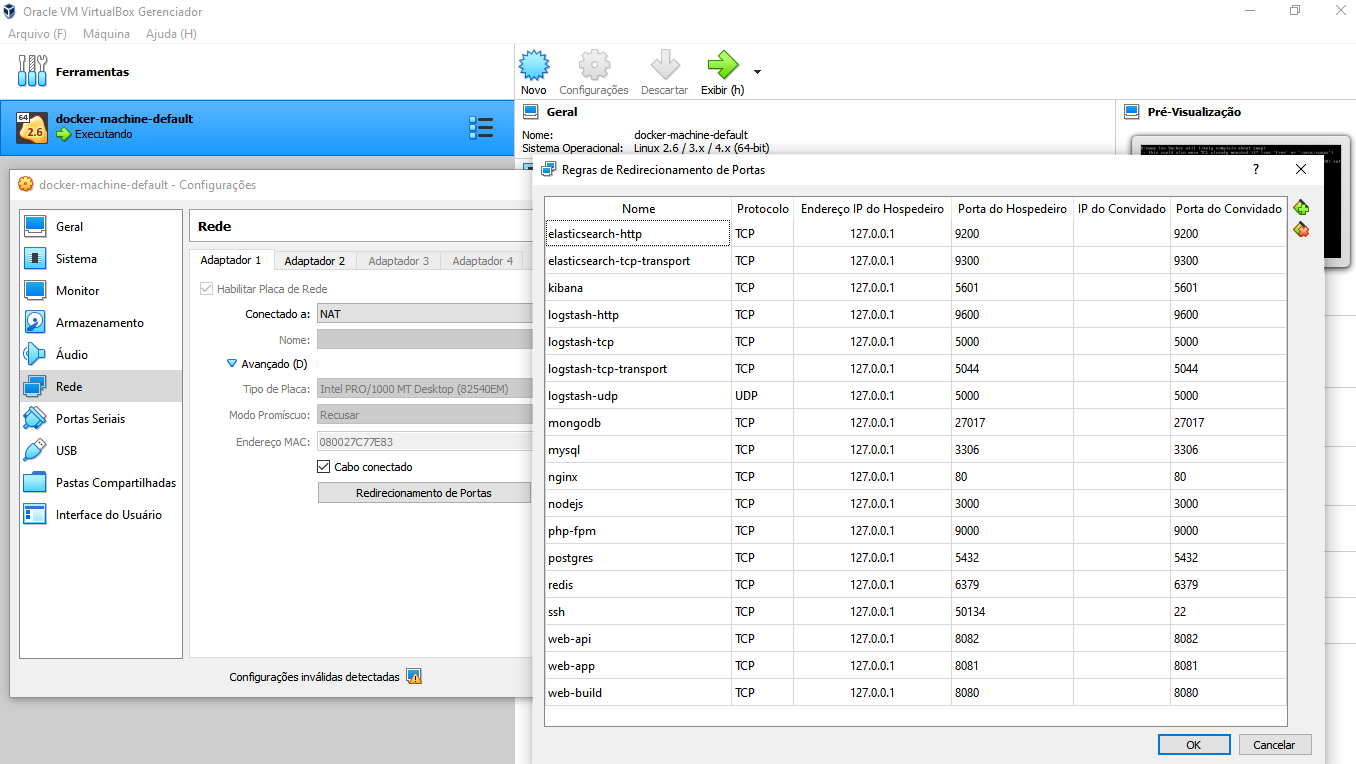 Oracle VM VirtualBox Gerenciador
Arquivo (F) Máquina Ajuda (H)
Ferramentas
Novo Configurações Descartar Exibir (h)
64
2.6
docker-machine-default
Executando
Geral
Nome: docker-machine-default
Sistema Operacional: Linux 2.6 / 3.x / 4.x (64-bit)
Pré-Visualização
docker-machine-default - Configurações
Geral
Sistema
Monitor
Armazenamento
Áudio
Rede
Portas Seriais
USB
Pastas Compartilhadas
Interface do Usuário
Rede
Adaptador 1 Adaptador 2 Adaptador 3 Adaptador 4
Habilitar Placa de Rede
Conectado a: NAT
Nome:
Avançado (D)
Tipo de Placa: Intel PRO/1000 MT Desktop (82540EM)
Modo Promíscuo: Recusar
Endereço MAC: 080027C77E83
Cabo conectado
Redirecionamento de Portas
Configurações inválidas detectadas
Regras de Redirecionamento de Portas ?
Nome Protocolo Endereço IP do Hospedeiro Porta do Hospedeiro IP do Convidado Porta do Convidado
elasticsearch-http TCP 127.0.0.1 9200 9200
elasticsearch-tcp-transport TCP 127.0.0.1 9300 9300
kibana TCP 127.0.0.1 5601 5601
logstash-http TCP 127.0.0.1 9600 9600
logstash-tcp TCP 127.0.0.1 5000 5000
logstash-tcp-transport TCP 127.0.0.1 5044 5044
logstash-udp UDP 127.0.0.1 5000 5000
mongodb TCP 127.0.0.1 27017 27017
mysql TCP 127.0.0.1 3306 3306
nginx TCP 127.0.0.1 80 80
nodejs TCP 127.0.0.1 3000 3000
php-fpm TCP 127.0.0.1 9000 9000
postgres TCP 127.0.0.1 5432 5432
redis TCP 127.0.0.1 6379 6379
ssh TCP 127.0.0.1 50134 22
web-api TCP 127.0.0.1 8082 8082
web-app TCP 127.0.0.1 8081 8081
web-build TCP 127.0.0.1 8080 8080
OK Cancelar